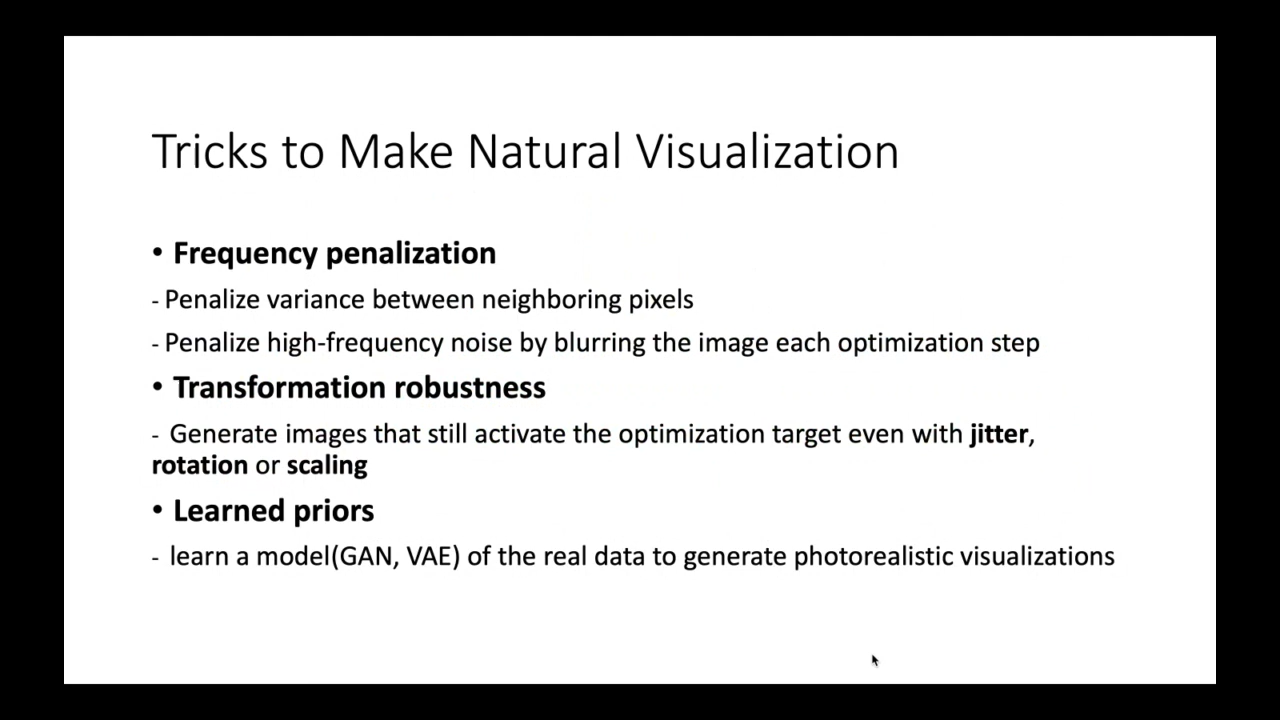 Tricks to Make Natural Visualization
• Frequency penalization
- Penalize variance between neighboring pixels
- Penalize high-frequency noise by blurring the image each optimization step
• Transformation robustness
- Generate images that still activate the optimization target even with jitter,
rotation or scaling
• Learned priors
- learn a model(GAN, VAE) of the real data to generate photorealistic visualizations